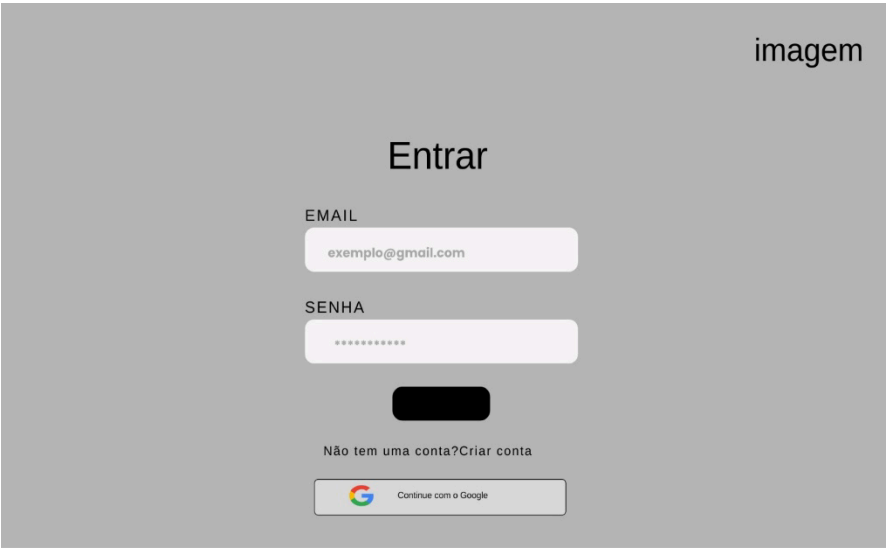 imagem
Entrar
EMAIL
exemplo@gmail.com
SENHA
•••••••••••
Não tem uma conta?Criar conta
Continue com o Google